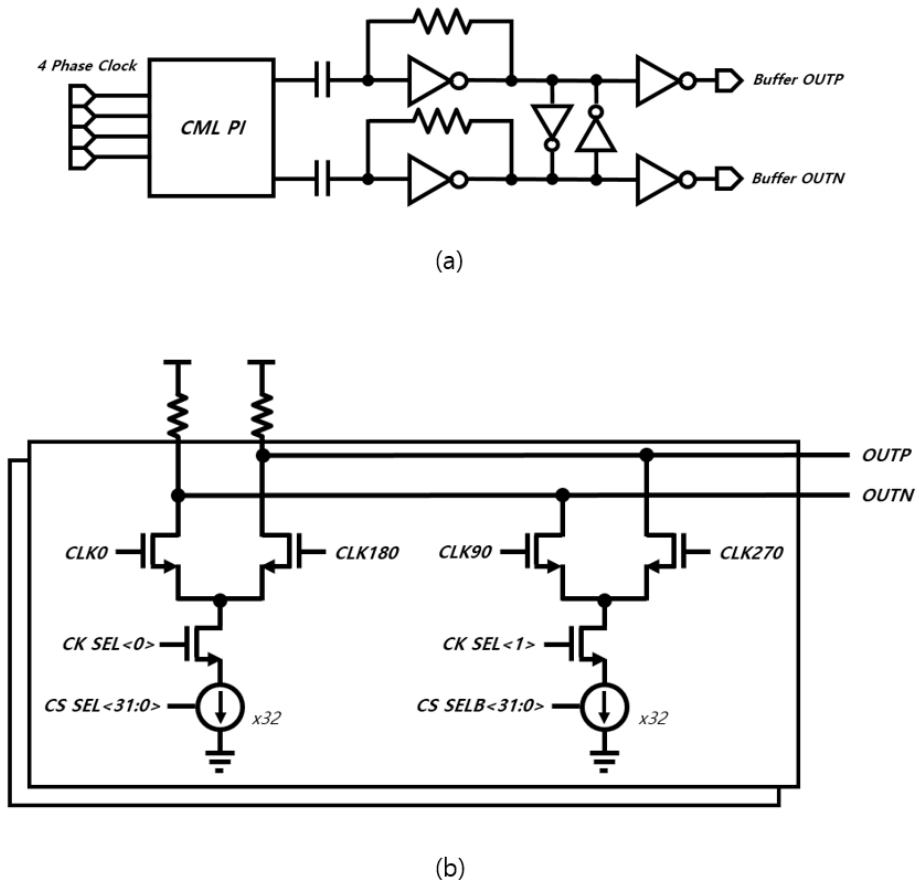 4 Phase Clock
CML PI
Buffer OUTP
Buffer OUTN
(a)
OUTP
OUTN
CLK0
CLK180
CLK90
CLK270
CK SEL<0>
CK SEL<1>
CS SEL<31:0>
x32
CS SELB<31:0>
x32
(b)